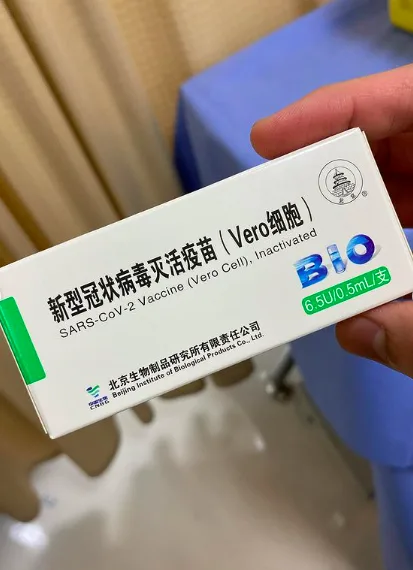 新型冠状病毒灭活疫苗（Vero细胞）
SARS-CoV-2 Vaccine (Vero Cell), Inactivated
BIO
6.5U/0.5mL/支
北京生物制品研究所有限责任公司
Beijing Institute of Biological Products Co., Ltd.
CNBG